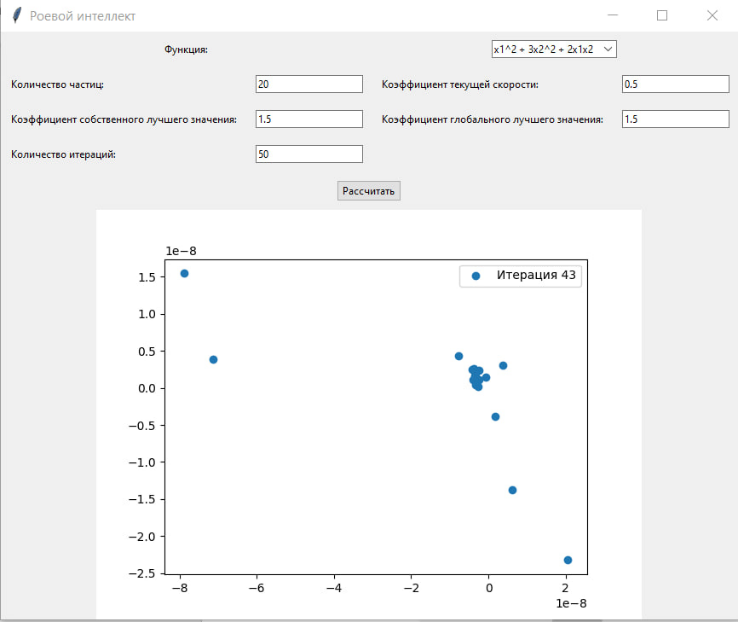 Роевой интеллект
Функция: x1^2 + 3x2^2 + 2x1x2
Количество частиц: 20 Коэффициент текущей скорости: 0.5
Коэффициент собственного лучшего значения: 1.5 Коэффициент глобального лучшего значения: 1.5
Количество итераций: 50
Рассчитать
1e−8
Итерация 43
1.5
1.0
0.5
0.0
−0.5
−1.0
−1.5
−2.0
−2.5
−8 −6 −4 −2 0 2
1e−8